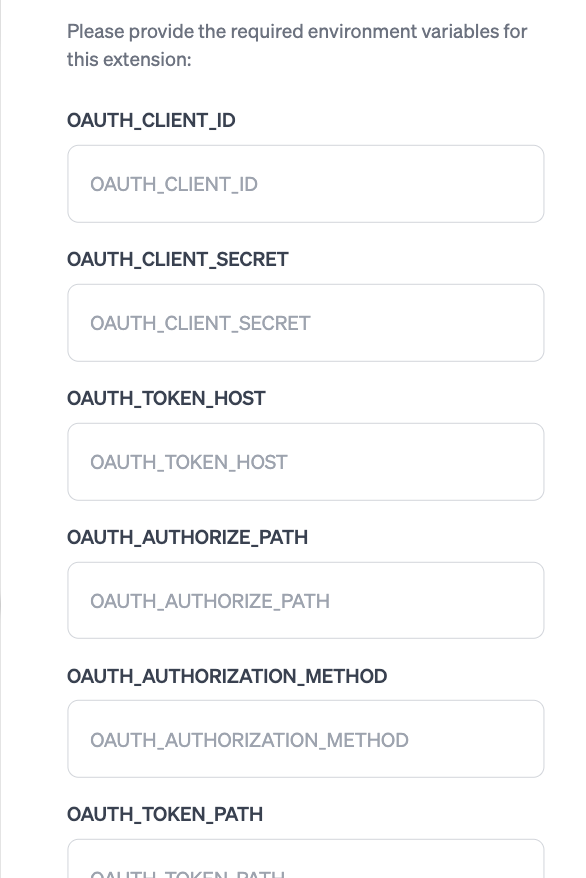 Please provide the required environment variables for
this extension:
OAUTH_CLIENT_ID
OAUTH_CLIENT_ID
OAUTH_CLIENT_SECRET
OAUTH_CLIENT_SECRET
OAUTH_TOKEN_HOST
OAUTH_TOKEN_HOST
OAUTH_AUTHORIZE_PATH
OAUTH_AUTHORIZE_PATH
OAUTH_AUTHORIZATION_METHOD
OAUTH_AUTHORIZATION_METHOD
OAUTH_TOKEN_PATH
OAUTH_TOKEN_PATH